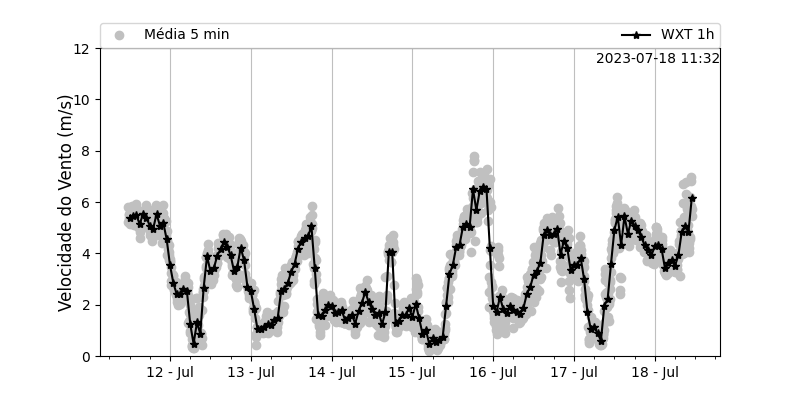 Média 5 min
WXT 1h
2023-07-18 11:32
Velocidade do Vento (m/s)
12
10
8
6
4
2
0
12 - Jul
13 - Jul
14 - Jul
15 - Jul
16 - Jul
17 - Jul
18 - Jul